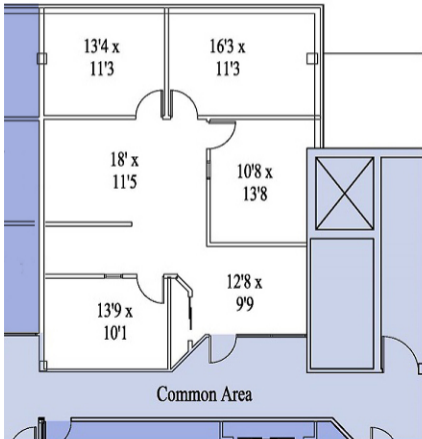 13'4 x
11'3
16'3 x
11'3
18' x
11'5
10'8 x
13'8
12'8 x
9'9
13'9 x
10'1
Common Area